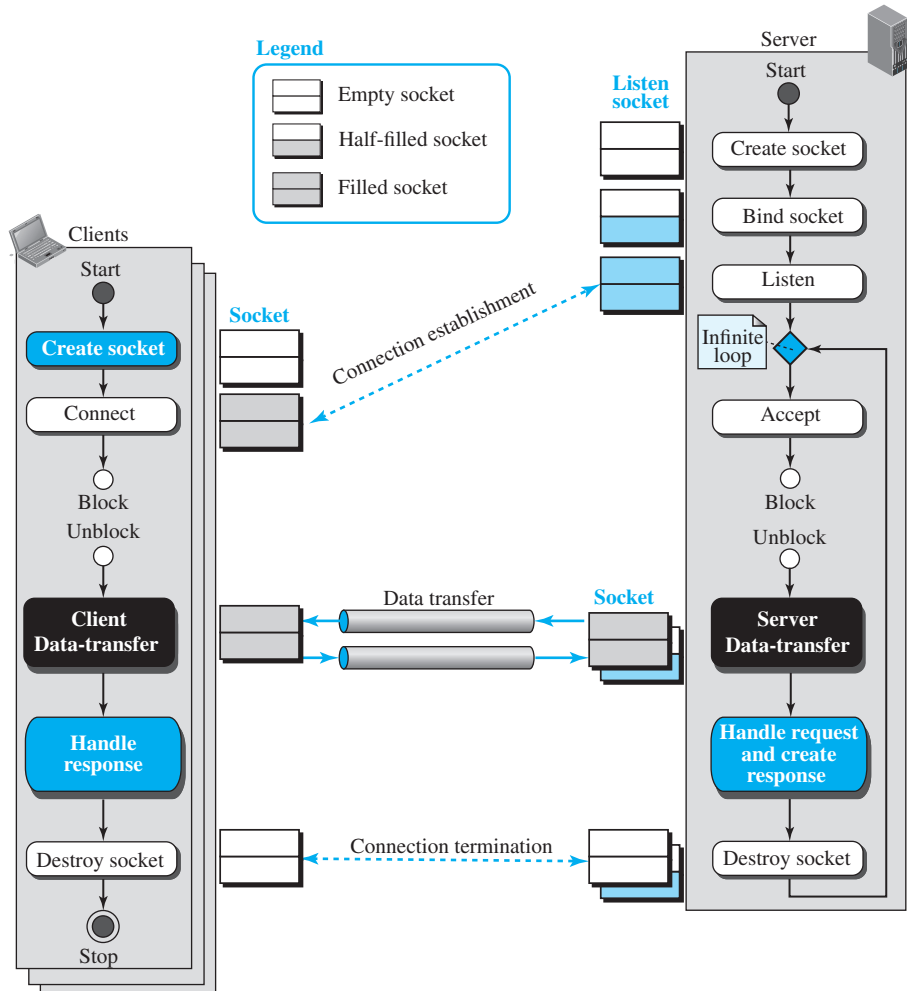 Legend
Empty socket
Half-filled socket
Filled socket
Clients
Start
Create socket
Connect
Block
Unblock
Client
Data-transfer
Handle
response
Destroy socket
Stop
Socket
Connection establishment
Data transfer
Connection termination
Listen
socket
Socket
Server
Start
Create socket
Bind socket
Listen
Infinite
loop
Accept
Block
Unblock
Server
Data-transfer
Handle request
and create
response
Destroy socket